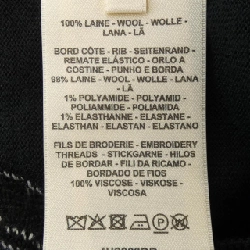 100% LAINE - WOOL - WOLLE -
LANA - LÃ
BORD CÔTE - RIB - SEITENRAND -
REMATE ELÁSTICO - ORLO A
COSTINE - PUNHO E BORDA
98% LAINE - WOOL - WOLLE -
LANA - LÃ
1% POLYAMIDE - POLYAMID -
POLIAMMIDE - POLIAMIDA
1% ELASTHANNE - ELASTANE -
ELASTHAN - ELASTAN - ELASTANO
FILS DE BRODERIE - EMBROIDERY
THREADS - STICKGARNE - HILOS
DE BORDAR - FILI DA RICAMO -
BORDADO DE FIOS
100% VISCOSE - VISKOSE -
VISCOSA